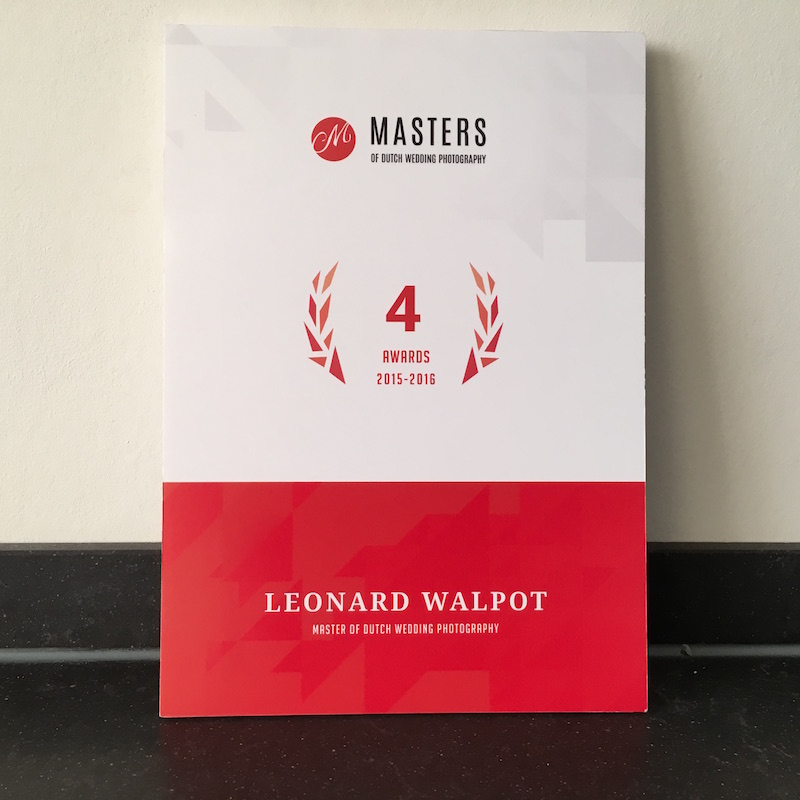 M
MASTERS
OF DUTCH WEDDING PHOTOGRAPHY
4
AWARDS
2015-2016
LEONARD WALPOT
MASTER OF DUTCH WEDDING PHOTOGRAPHY